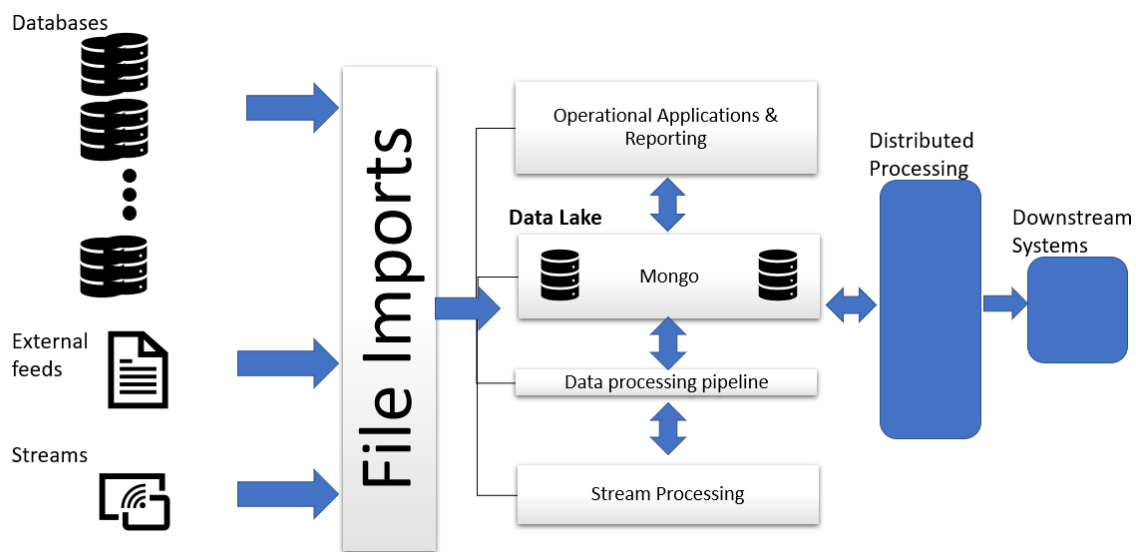 Databases
External
feeds
Streams
File Imports
Operational Applications &
Reporting
Data Lake
Mongo
Data processing pipeline
Stream Processing
Distributed
Processing
Downstream
Systems